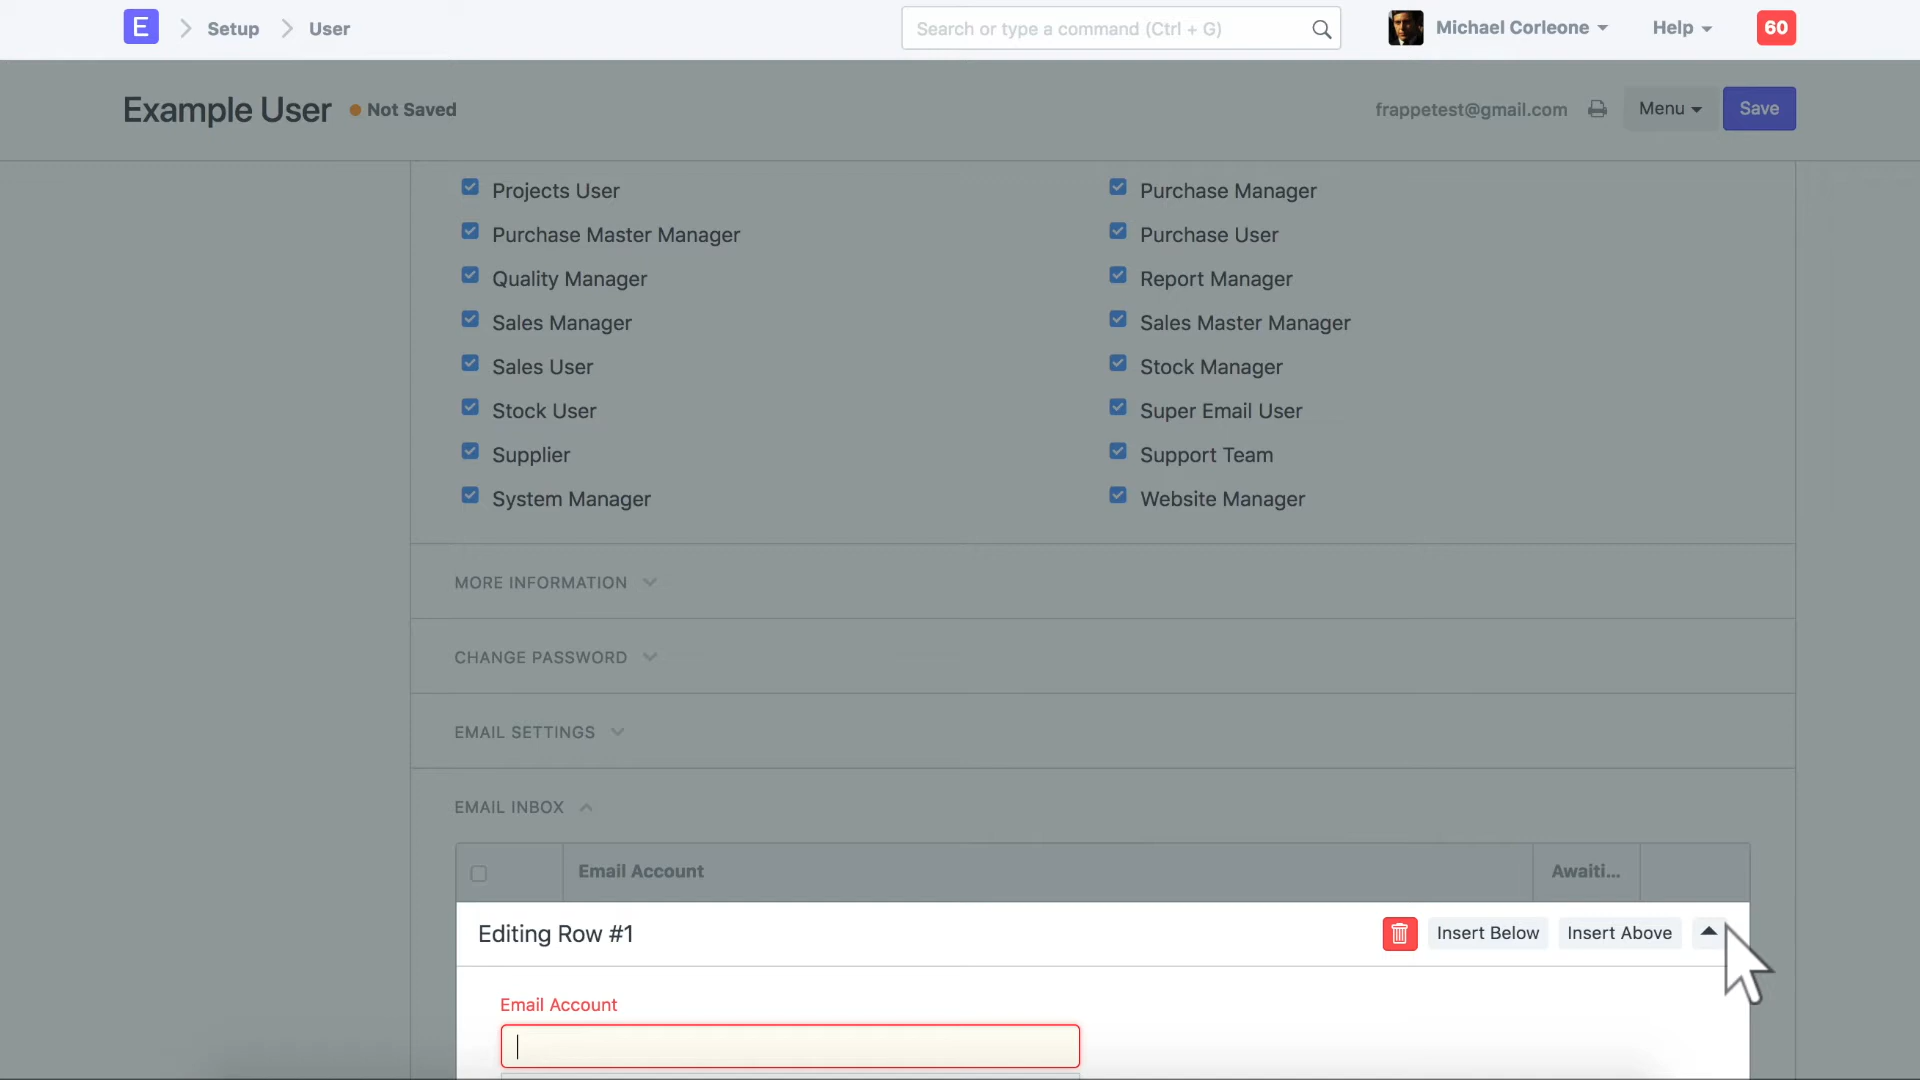 E Setup User Search or type a command (Ctrl + G) Michael Corleone Help 60
Example User Not Saved frappetest@gmail.com Menu Save
Projects User Purchase Manager
Purchase Master Manager Purchase User
Quality Manager Report Manager
Sales Manager Sales Master Manager
Sales User Stock Manager
Stock User Super Email User
Supplier Support Team
System Manager Website Manager
MORE INFORMATION
CHANGE PASSWORD
EMAIL SETTINGS
EMAIL INBOX
Email Account Awaiti...
Editing Row #1 Insert Below Insert Above
Email Account